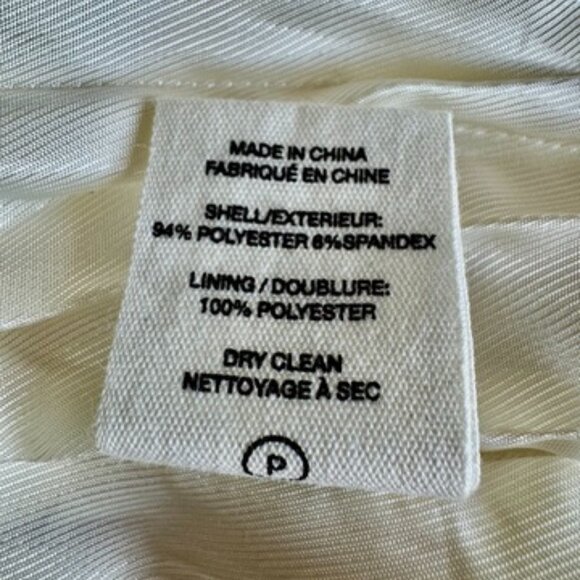 MADE IN CHINA
FABRIQUÉ EN CHINE
SHELL/EXTERIEUR:
94% POLYESTER 6%SPANDEX
LINING / DOUBLURE:
100% POLYESTER
DRY CLEAN
NETTOYAGE À SEC
P